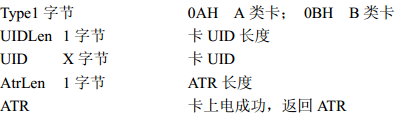 Type1 字节 0AH A 类卡； 0BH B 类卡
UIDLen 1 字节 卡 UID 长度
UID X 字节 卡 UID
AtrLen 1 字节 ATR 长度
ATR 卡上电成功，返回 ATR